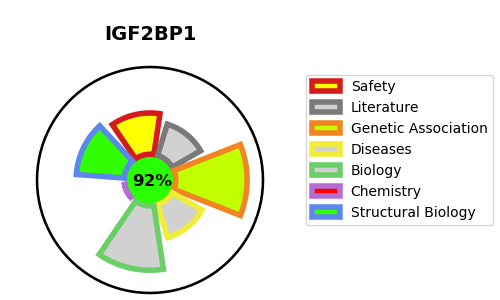 IGF2BP1
92%
Safety
Literature
Genetic Association
Diseases
Biology
Chemistry
Structural Biology